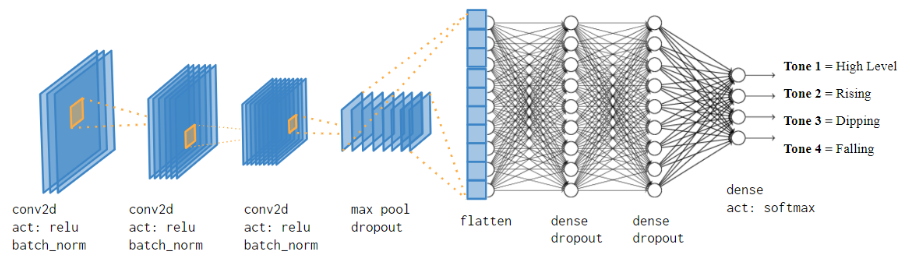 Tone 1 = High Level
Tone 2 = Rising
Tone 3 = Dipping
Tone 4 = Falling
conv2d
act: relu
batch_norm
conv2d
act: relu
batch_norm
conv2d
act: relu
batch_norm
max pool
dropout
flatten
dense
dropout
dense
dropout
dense
act: softmax